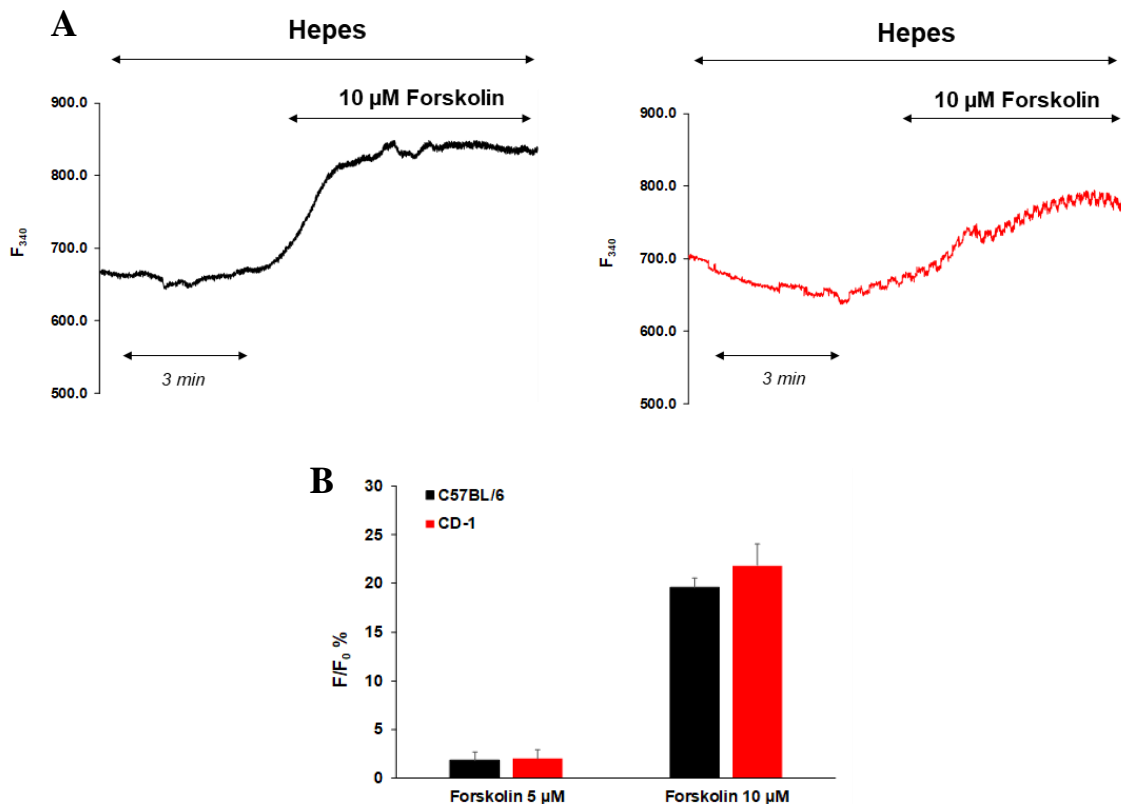 A
Hepes
10 µM Forskolin
900.0
800.0
700.0
600.0
500.0
F340
3 min
Hepes
10 µM Forskolin
900.0
800.0
700.0
600.0
500.0
F340
3 min
B
C57BL/6
CD-1
30
25
20
15
10
5
0
F/F0 %
Forskolin 5 µM
Forskolin 10 µM